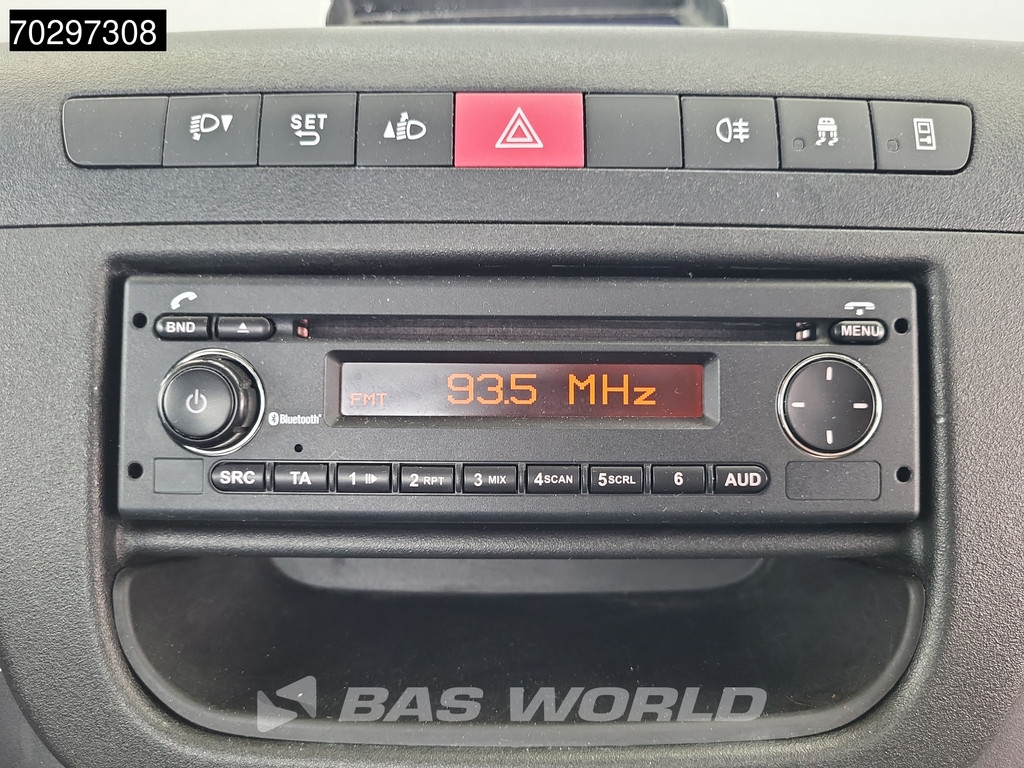 70297308
SET
BND
MENU
FMT 93.5 MHz
Bluetooth
SRC TA 1 2 RPT 3 MIX 4 SCAN 5 SCRL 6 AUD
BAS WORLD